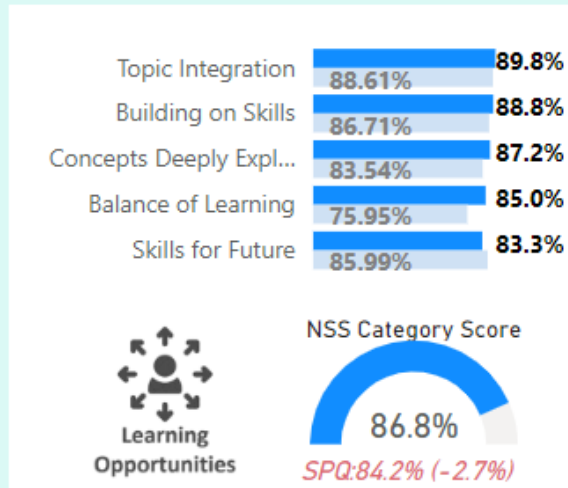 Topic Integration 89.8%
88.61%
Building on Skills 88.8%
86.71%
Concepts Deeply Expl... 87.2%
83.54%
Balance of Learning 85.0%
75.95%
Skills for Future 83.3%
85.99%
NSS Category Score
86.8%
Learning
Opportunities
SPQ:84.2% (-2.7%)